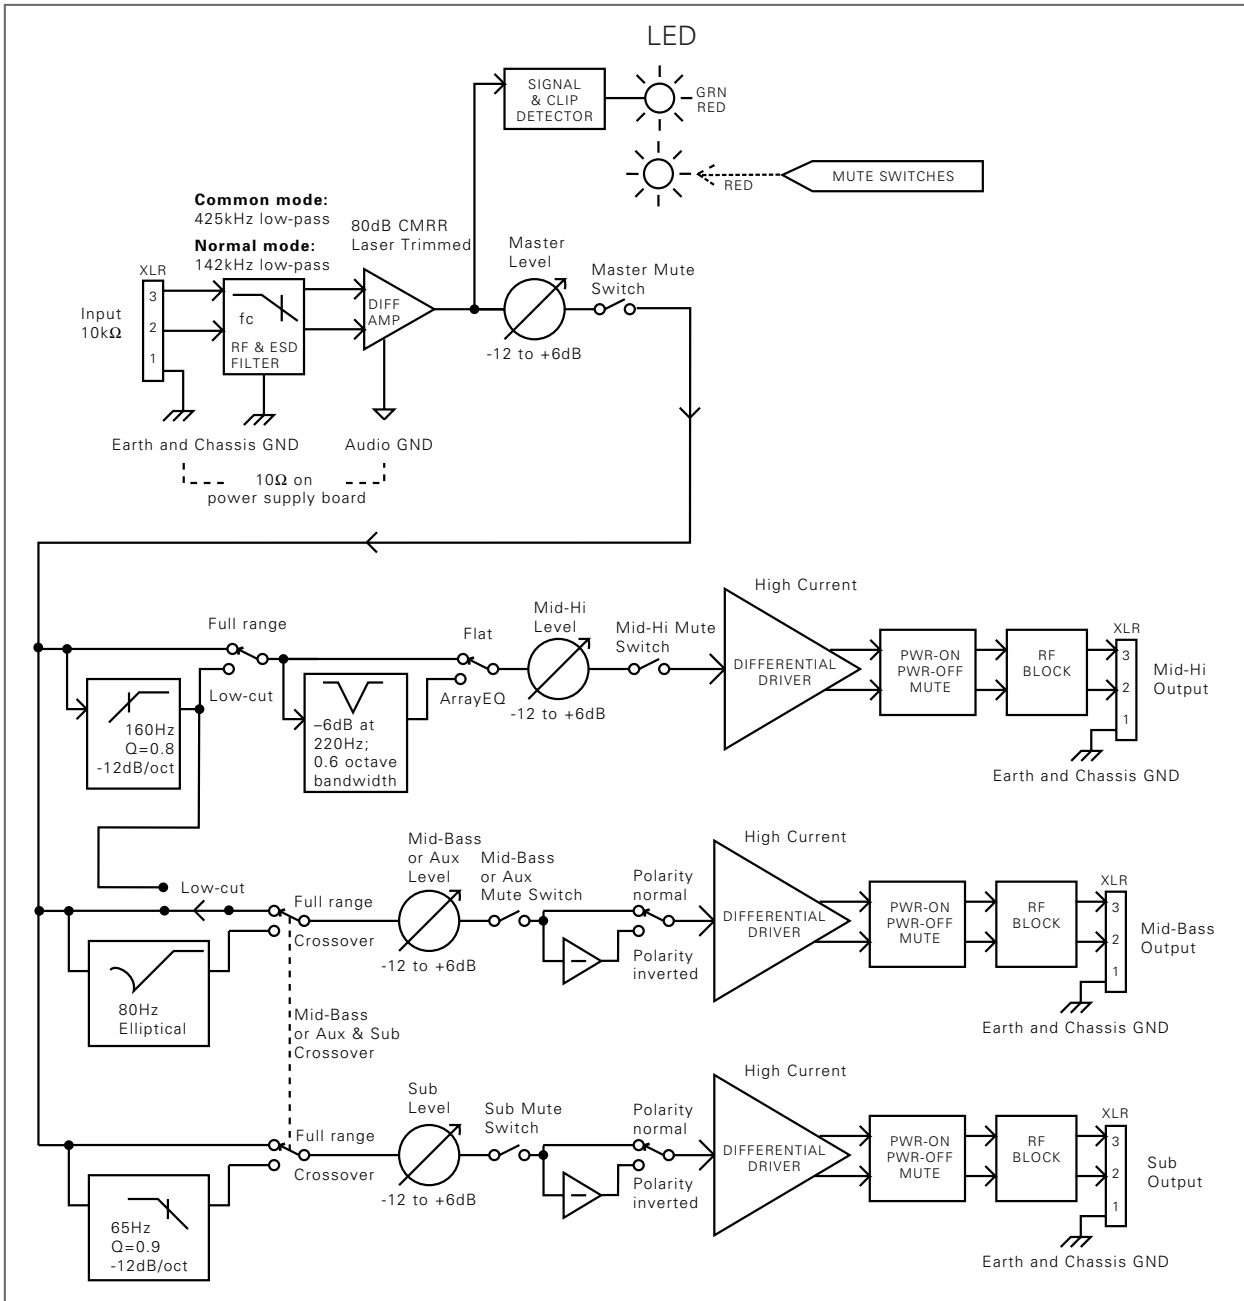 LED
SIGNAL
& CLIP
DETECTOR
GRN
RED
RED
MUTE SWITCHES
Common mode:
425kHz low-pass
Normal mode:
142kHz low-pass
80dB CMRR
Laser Trimmed
Master
Level
Master Mute
Switch
XLR
Input
10kΩ
3
2
1
fc
RF & ESD
FILTER
DIFF
AMP
-12 to +6dB
Earth and Chassis GND
Audio GND
10Ω on
power supply board
High Current
Full range
Low-cut
Flat
ArrayEQ
Mid-Hi
Level
Mid-Hi Mute
Switch
-12 to +6dB
160Hz
Q=0.8
-12dB/oct
–6dB at
220Hz;
0.6 octave
bandwidth
DIFFERENTIAL
DRIVER
PWR-ON
PWR-OFF
MUTE
RF
BLOCK
XLR
3
2
1
Mid-Hi
Output
Earth and Chassis GND
High Current
Low-cut
Full range
Crossover
Mid-Bass
or Aux
Level
Mid-Bass
or Aux
Mute Switch
-12 to +6dB
Polarity
normal
Polarity
inverted
80Hz
Elliptical
Mid-Bass
or Aux & Sub
Crossover
DIFFERENTIAL
DRIVER
PWR-ON
PWR-OFF
MUTE
RF
BLOCK
XLR
3
2
1
Mid-Bass
Output
Earth and Chassis GND
High Current
Full range
Crossover
Sub
Level
Sub Mute
Switch
-12 to +6dB
Polarity
normal
Polarity
inverted
65Hz
Q=0.9
-12dB/oct
DIFFERENTIAL
DRIVER
PWR-ON
PWR-OFF
MUTE
RF
BLOCK
XLR
3
2
1
Sub
Output
Earth and Chassis GND